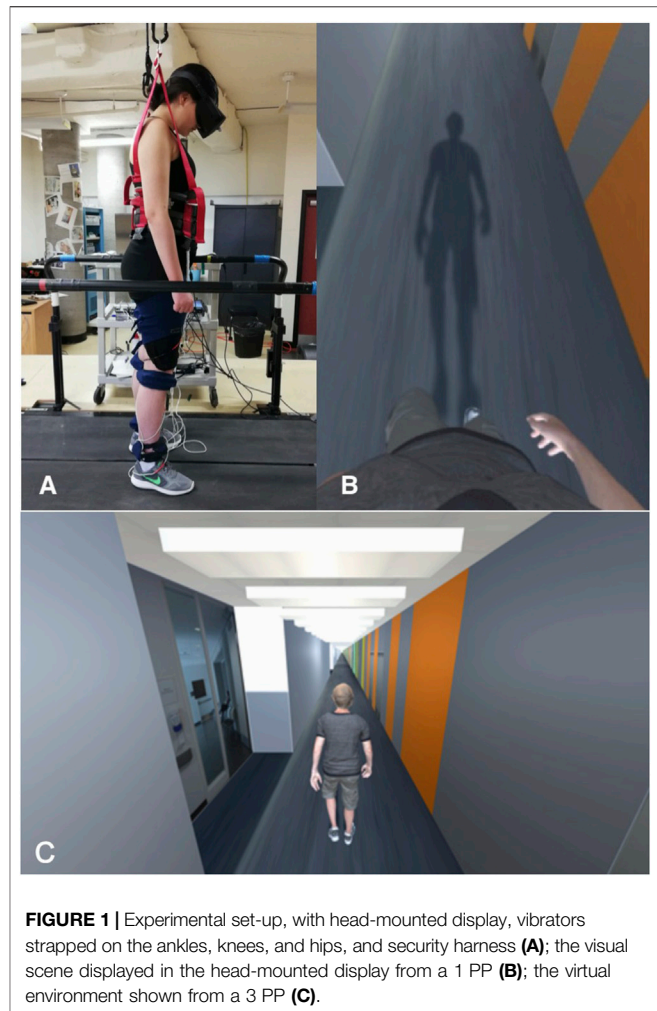 A
B
C
FIGURE 1 | Experimental set-up, with head-mounted display, vibrators
strapped on the ankles, knees, and hips, and security harness (A); the visual
scene displayed in the head-mounted display from a 1 PP (B); the virtual
environment shown from a 3 PP (C).